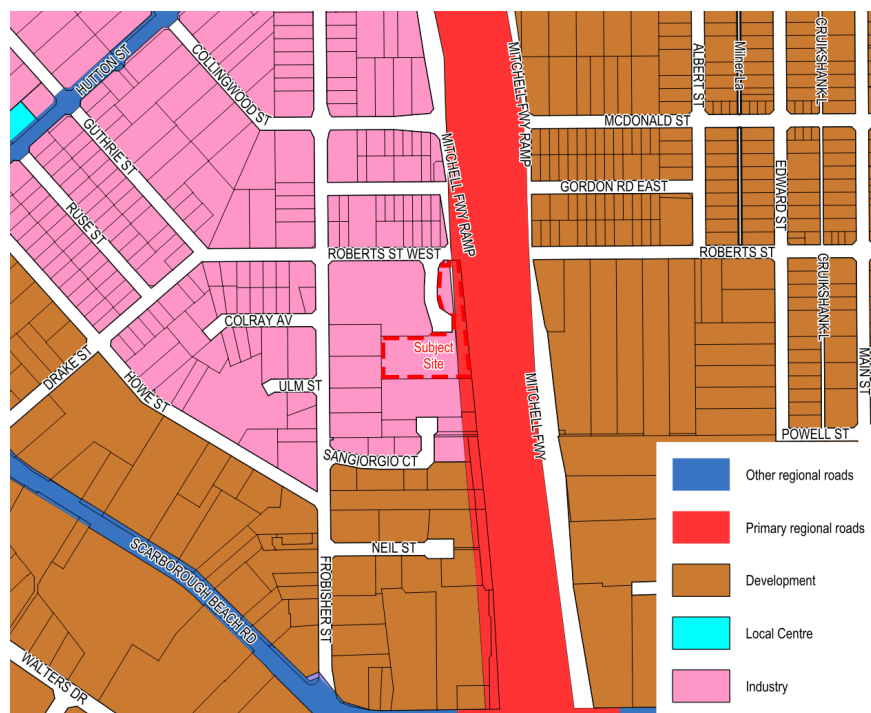 HUTTON ST
COLLINGWOOD ST
GUTHRIE ST
RUSE ST
MITCHELL FWY RAMP
MITCHELL FWY RAMP
ALBERT ST
Milner La
CRUIKSHANK L
MCDONALD ST
GORDON RD EAST
EDWARD ST
ROBERTS ST WEST
ROBERTS ST
COLRAY AV
Subject
Site
CRUIKSHANK L
DRAKE ST
HOWE ST
ULM ST
MITCHELL FWY
MAIN ST
POWELL ST
SANGIORGIO CT
NEIL ST
FROBISHER ST
SCARBOROUGH BEACH RD
WALTERS DR
Other regional roads
Primary regional roads
Development
Local Centre
Industry